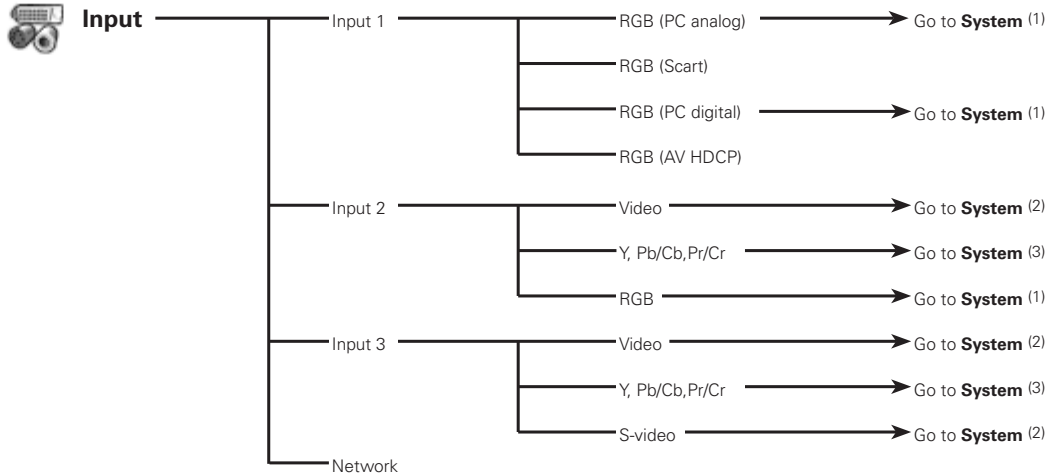 Input
Input 1
RGB (PC analog)
Go to System (1)
RGB (Scart)
RGB (PC digital)
Go to System (1)
RGB (AV HDCP)
Input 2
Video
Go to System (2)
Y, Pb/Cb,Pr/Cr
Go to System (3)
RGB
Go to System (1)
Input 3
Video
Go to System (2)
Y, Pb/Cb,Pr/Cr
Go to System (3)
S-video
Go to System (2)
Network